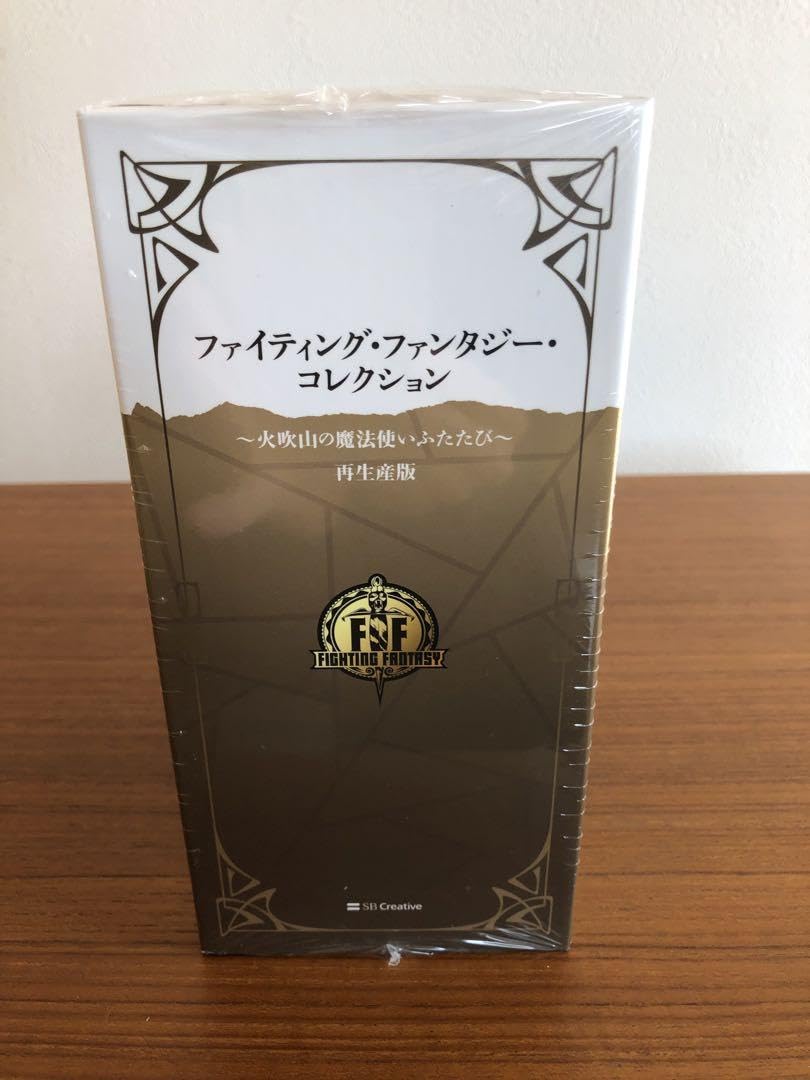 ファイティング・ファンタジー・
コレクション
〜火吹山の魔法使いふたたび〜
再生産版
FF
FIGHTING FANTASY
SB Creative